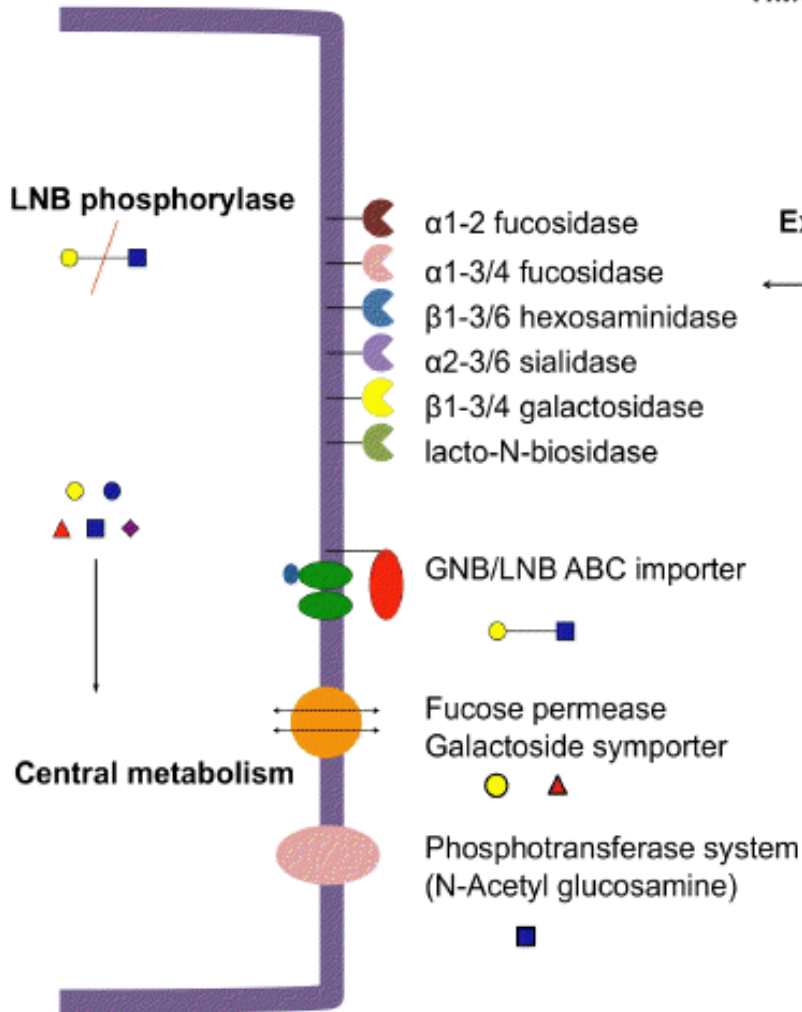 LNB phosphorylase
α1-2 fucosidase
α1-3/4 fucosidase
β1-3/6 hexosaminidase
α2-3/6 sialidase
β1-3/4 galactosidase
lacto-N-biosidase
Ex
GNB/LNB ABC importer
Fucose permease
Galactoside symporter
Central metabolism
Phosphotransferase system
(N-Acetyl glucosamine)